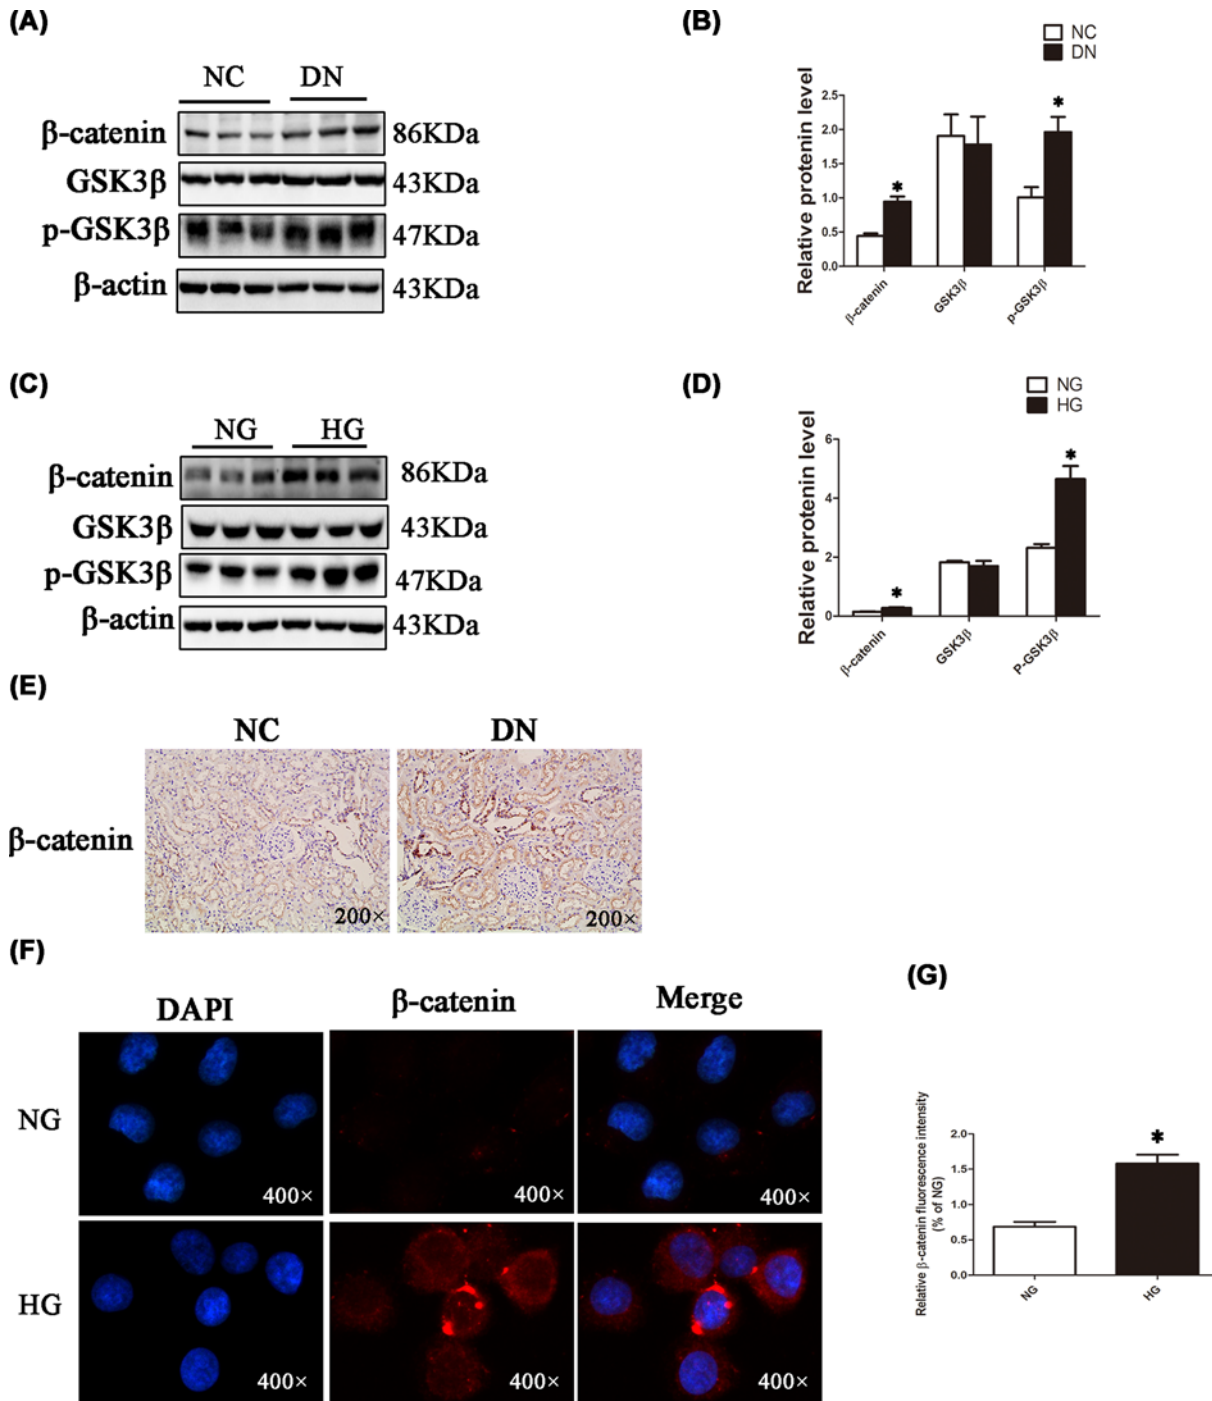 (A)
NC DN
β-catenin 86KDa
GSK3β 43KDa
p-GSK3β 47KDa
β-actin 43KDa
(B)
NC
DN
Relative protenin level
2.5
2.0
1.5
1.0
0.5
0.0
* *
β-catenin GSK3β p-GSK3β
(C)
NG HG
β-catenin 86KDa
GSK3β 43KDa
p-GSK3β 47KDa
β-actin 43KDa
(D)
NG
HG
Relative protenin level
6
4
2
0
* *
β-catenin GSK3β P-GSK3β
(E)
NC DN
β-catenin
200× 200×
(F)
DAPI β-catenin Merge
NG
400× 400× 400×
HG
400× 400× 400×
(G)
Relative β-catenin fluorescence intensity
(% of NG)
2.0
1.5
1.0
0.5
0.0
*
NG HG